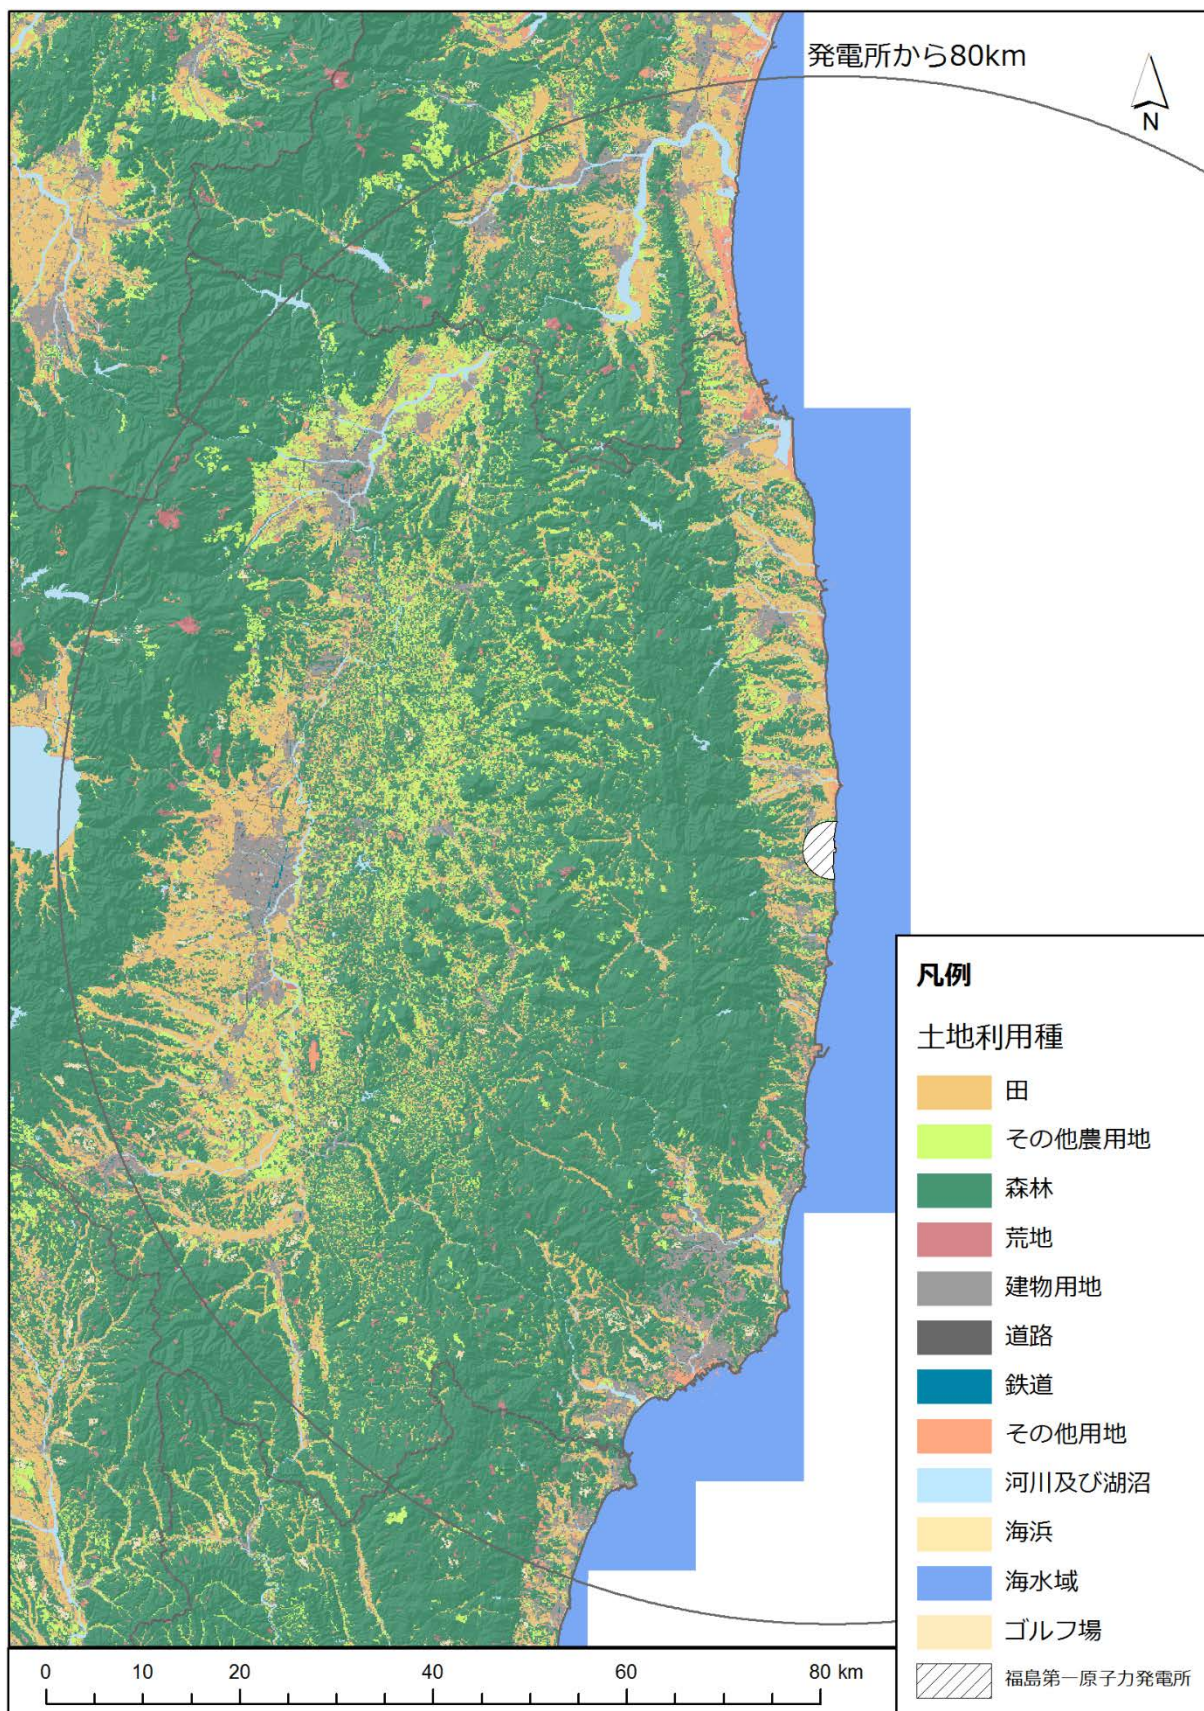 発電所から80km
N
凡例
土地利用種
田
その他農用地
森林
荒地
建物用地
道路
鉄道
その他用地
河川及び湖沼
海浜
海水域
ゴルフ場
福島第一原子力発電所
0 10 20 40 60 80 km